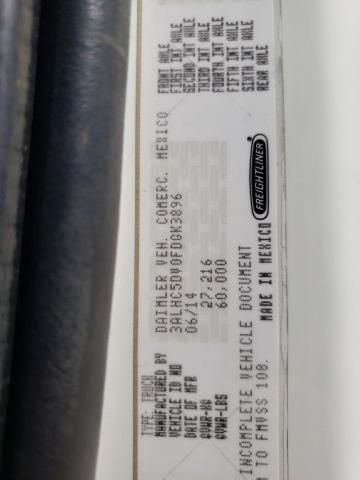 TYPE: TRUCK
MANUFACTURED BY DAIMLER VEH. COMERC. MEXICO
VEHICLE ID NO 3ALHC5DV0FDGK3896
DATE OF MFR 06/14
GVWR-KG 27,216
GVWR-LBS 60,000
FRONT AXLE
FIRST INT AXLE
SECOND INT AXLE
THIRD INT AXLE
FOURTH INT AXLE
FIFTH INT AXLE
SIXTH INT AXLE
REAR AXLE
INCOMPLETE VEHICLE DOCUMENT
TO FMVSS 108.
MADE IN MEXICO
FREIGHTLINER